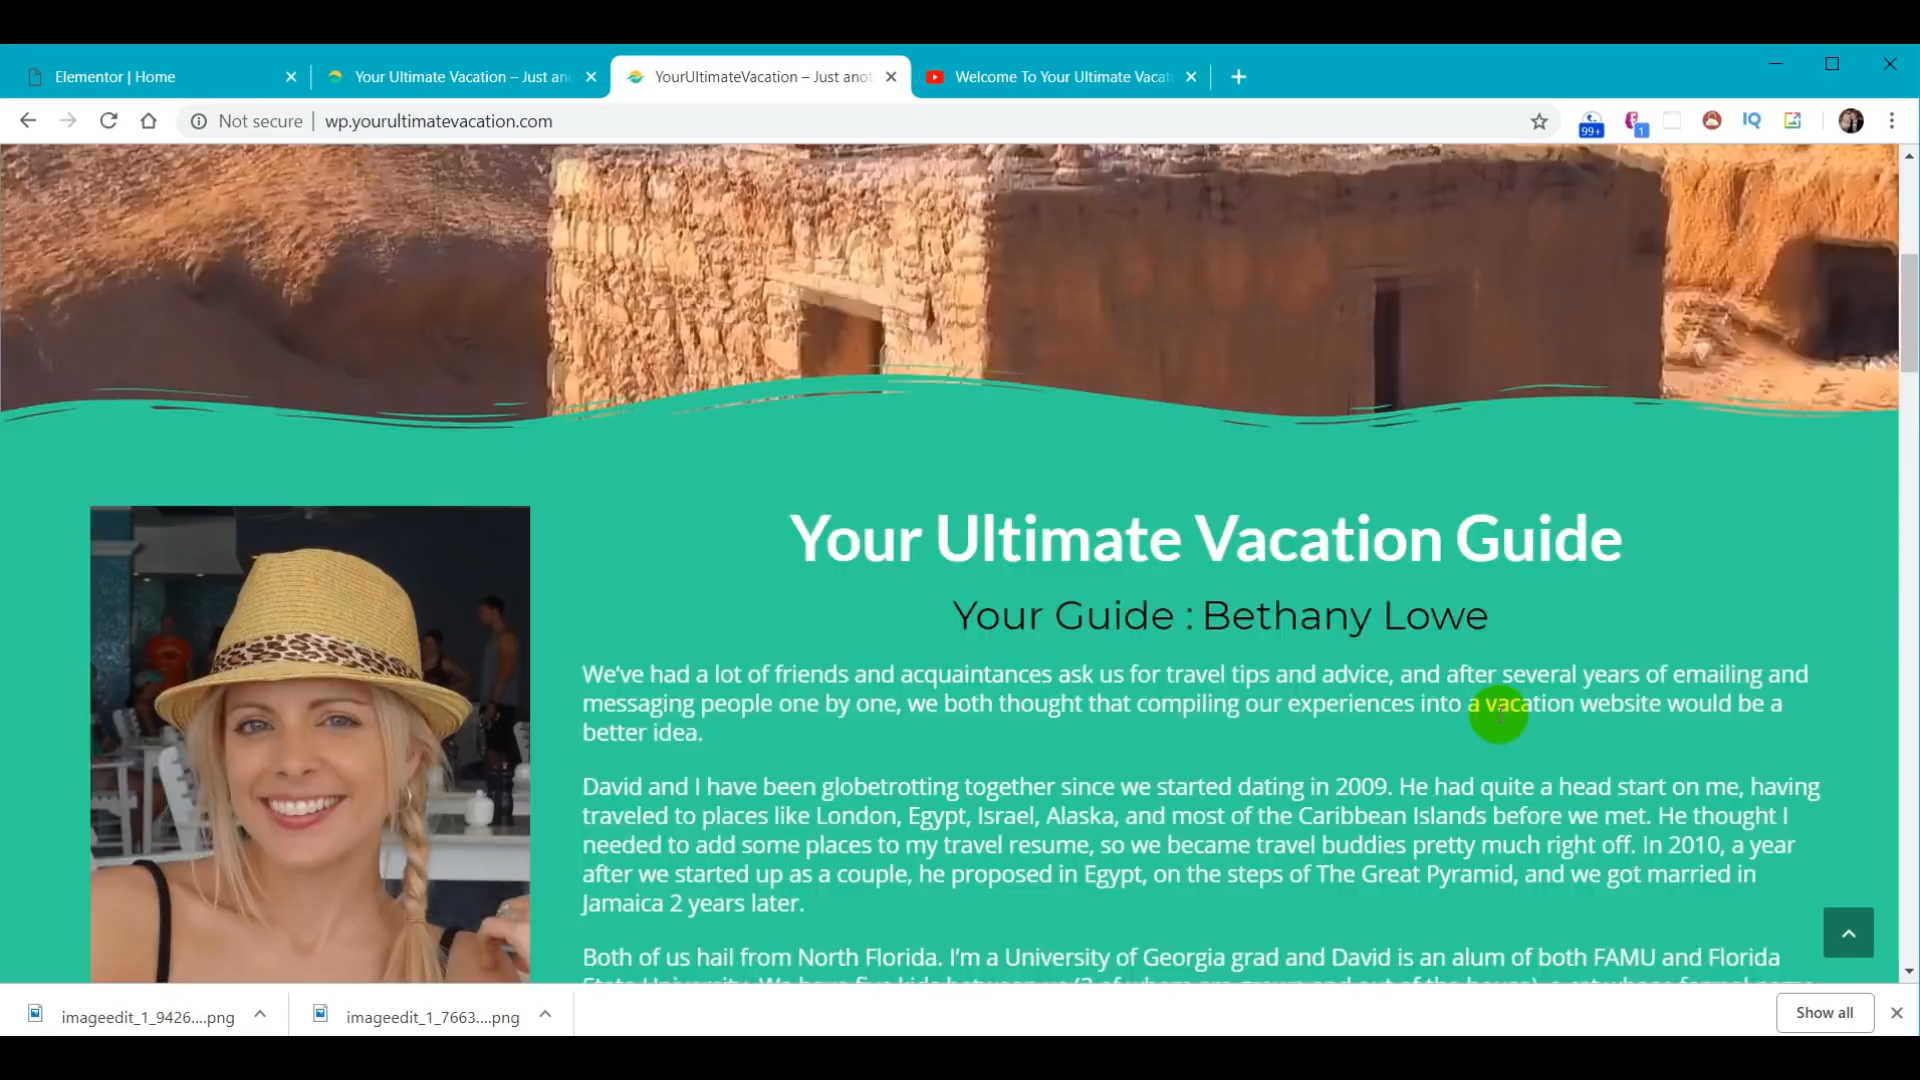 Elementor | Home
Your Ultimate Vacation – Just an
YourUltimateVacation – Just anot
Welcome To Your Ultimate Vacat
Not secure | wp.yourultimatevacation.com
99+
1
IQ
Your Ultimate Vacation Guide
Your Guide : Bethany Lowe
We've had a lot of friends and acquaintances ask us for travel tips and advice, and after several years of emailing and
messaging people one by one, we both thought that compiling our experiences into a vacation website would be a
better idea.
David and I have been globetrotting together since we started dating in 2009. He had quite a head start on me, having
traveled to places like London, Egypt, Israel, Alaska, and most of the Caribbean Islands before we met. He thought I
needed to add some places to my travel resume, so we became travel buddies pretty much right off. In 2010, a year
after we started up as a couple, he proposed in Egypt, on the steps of The Great Pyramid, and we got married in
Jamaica 2 years later.
Both of us hail from North Florida. I'm a University of Georgia grad and David is an alum of both FAMU and Florida
imageedit_1_9426....png
imageedit_1_7663....png
Show all